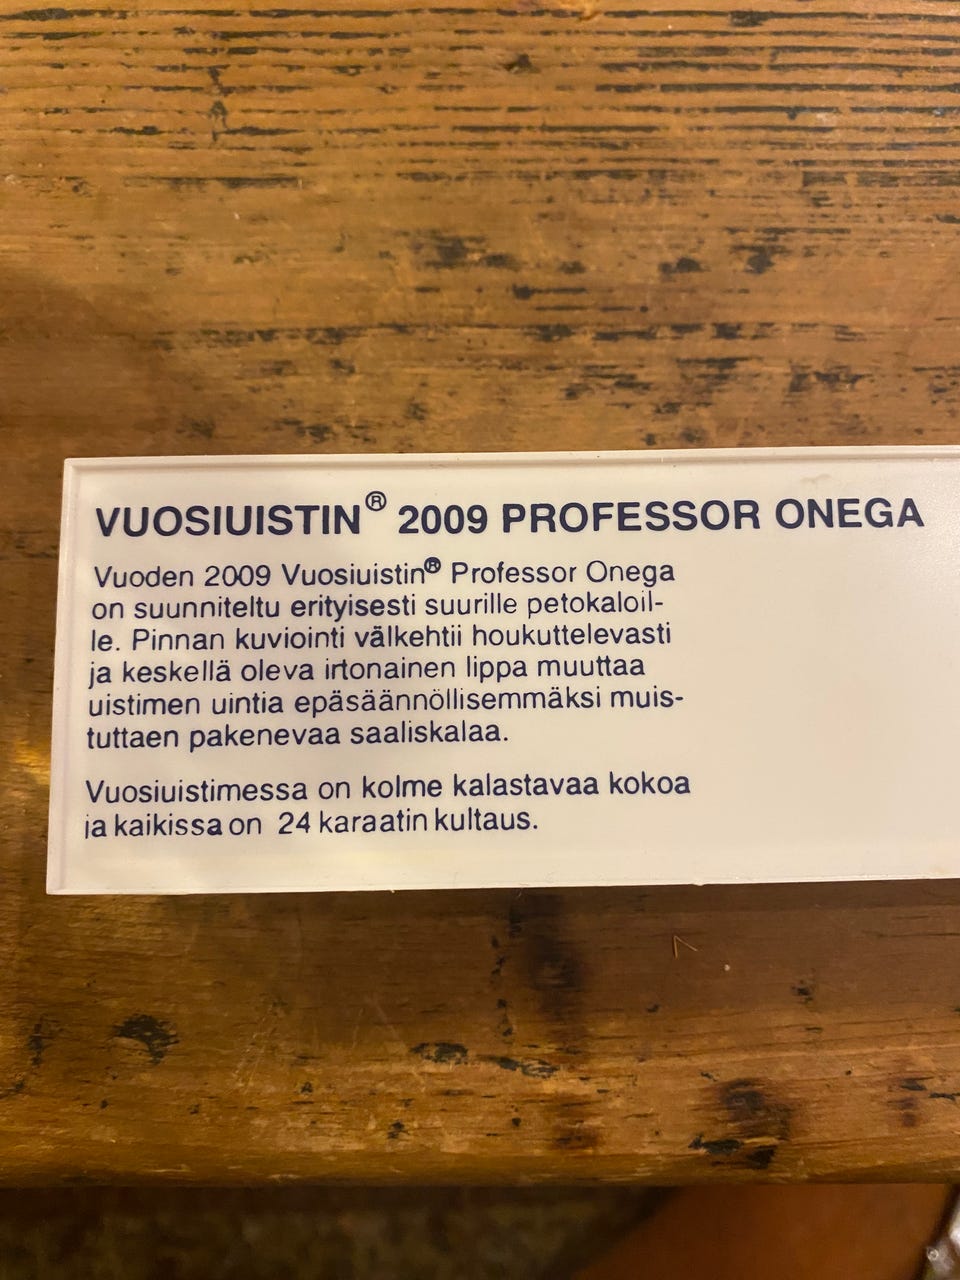 VUOSIUISTIN® 2009 PROFESSOR ONEGA
Vuoden 2009 Vuosiuistin® Professor Onega
on suunniteltu erityisesti suurille petokaloil-
le. Pinnan kuviointi välkehtii houkuttelevasti
ja keskellä oleva irtonainen lippa muuttaa
uistimen uintia epäsäännöllisemmäksi muis-
tuttaen pakenevaa saaliskalaa.
Vuosiuistimessa on kolme kalastavaa kokoa
ja kaikissa on 24 karaatin kultaus.